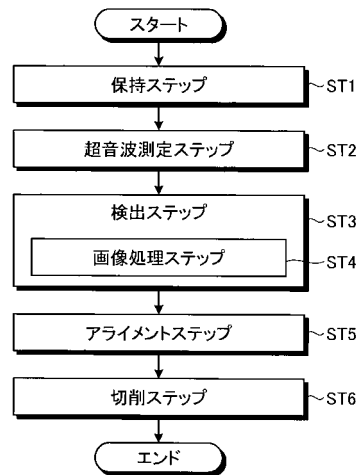 スタート
保持ステップ ST1
超音波測定ステップ ST2
検出ステップ ST3
画像処理ステップ ST4
アライメントステップ ST5
切削ステップ ST6
エンド